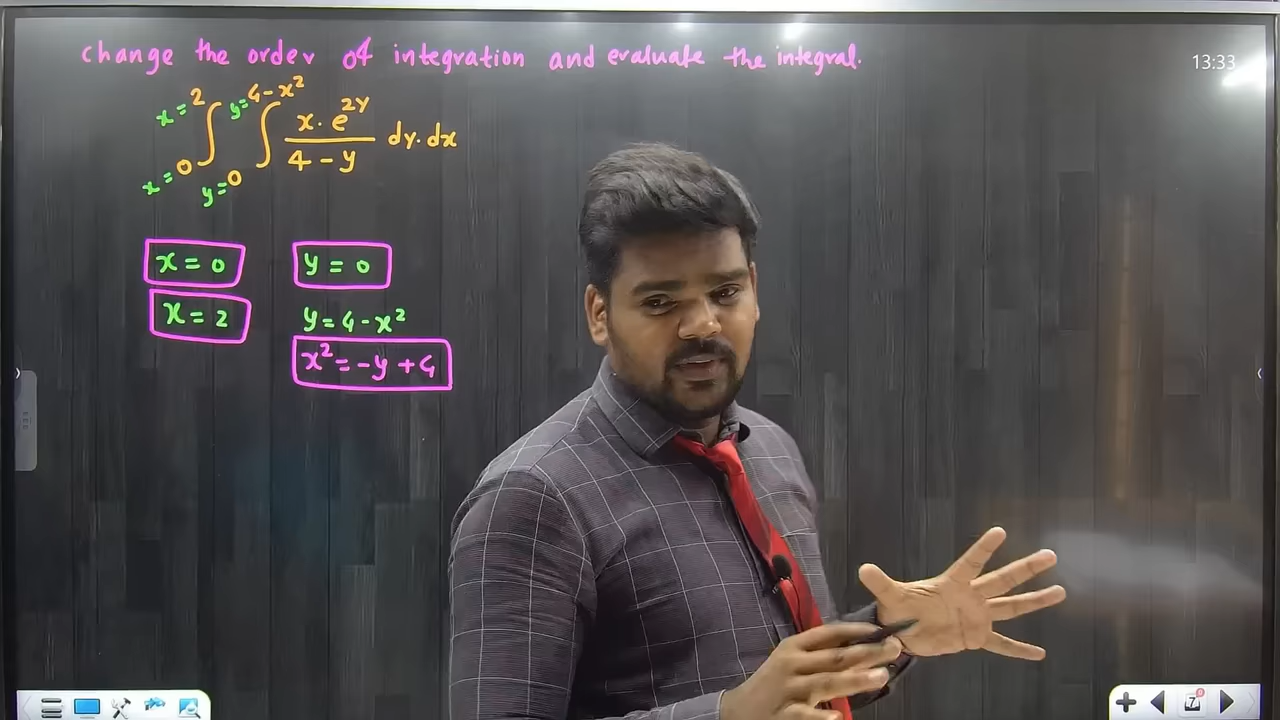 change the order of integration and evaluate the integral.
13:33
x=2 y=4-x²
∫ ∫ x·e^2y / 4-y dy·dx
x=0 y=0
x=0 y=0
x=2 y=4-x²
x²=-y+4